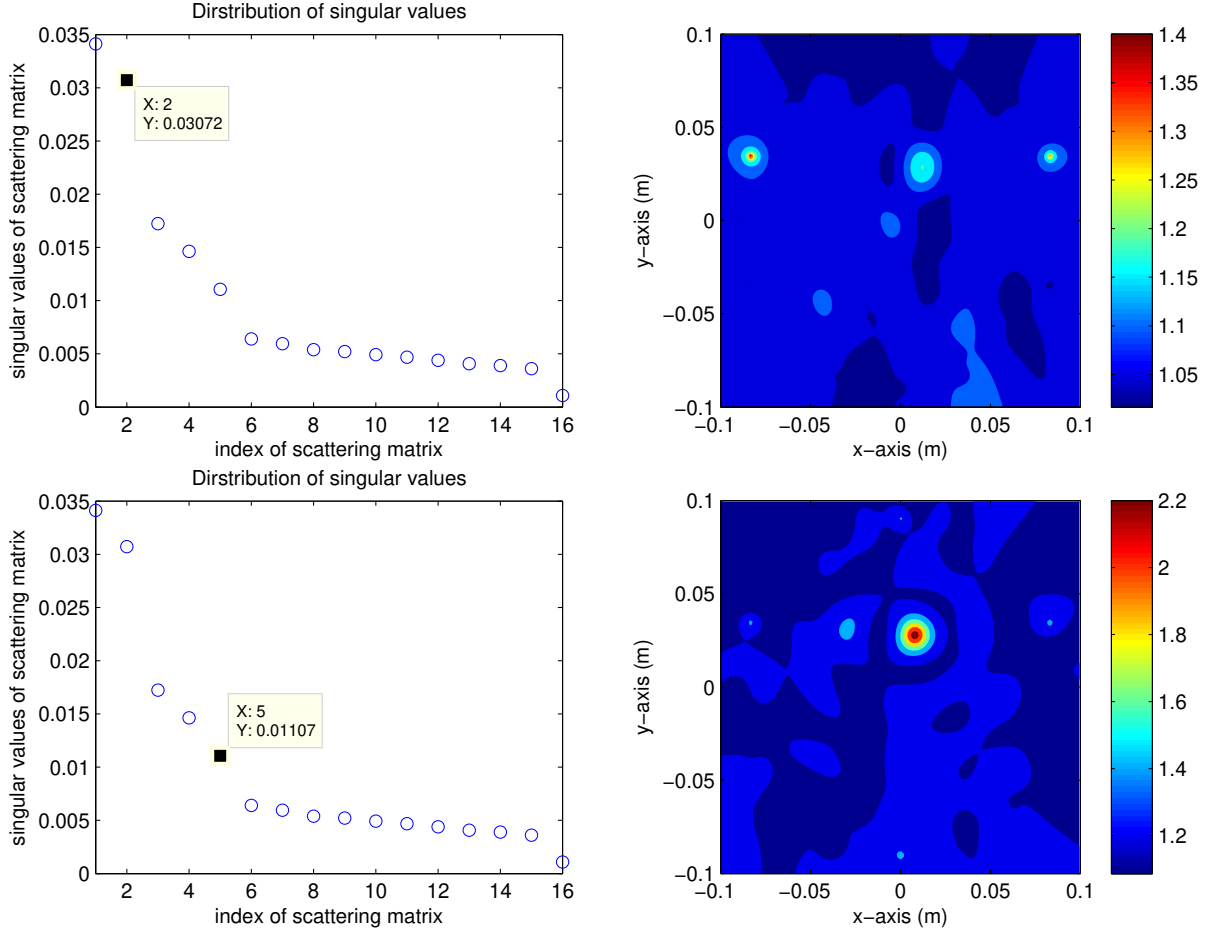 Dirstribution of singular values
singular values of scattering matrix
0.035
0.03
0.025
0.02
0.015
0.01
0.005
0
X: 2
Y: 0.03072
2 4 6 8 10 12 14 16
index of scattering matrix
y−axis (m)
0.1
0.05
0
−0.05
−0.1
−0.1 −0.05 0 0.05 0.1
x−axis (m)
1.4
1.35
1.3
1.25
1.2
1.15
1.1
1.05
Dirstribution of singular values
singular values of scattering matrix
0.035
0.03
0.025
0.02
0.015
0.01
0.005
0
X: 5
Y: 0.01107
2 4 6 8 10 12 14 16
index of scattering matrix
y−axis (m)
0.1
0.05
0
−0.05
−0.1
−0.1 −0.05 0 0.05 0.1
x−axis (m)
2.2
2
1.8
1.6
1.4
1.2